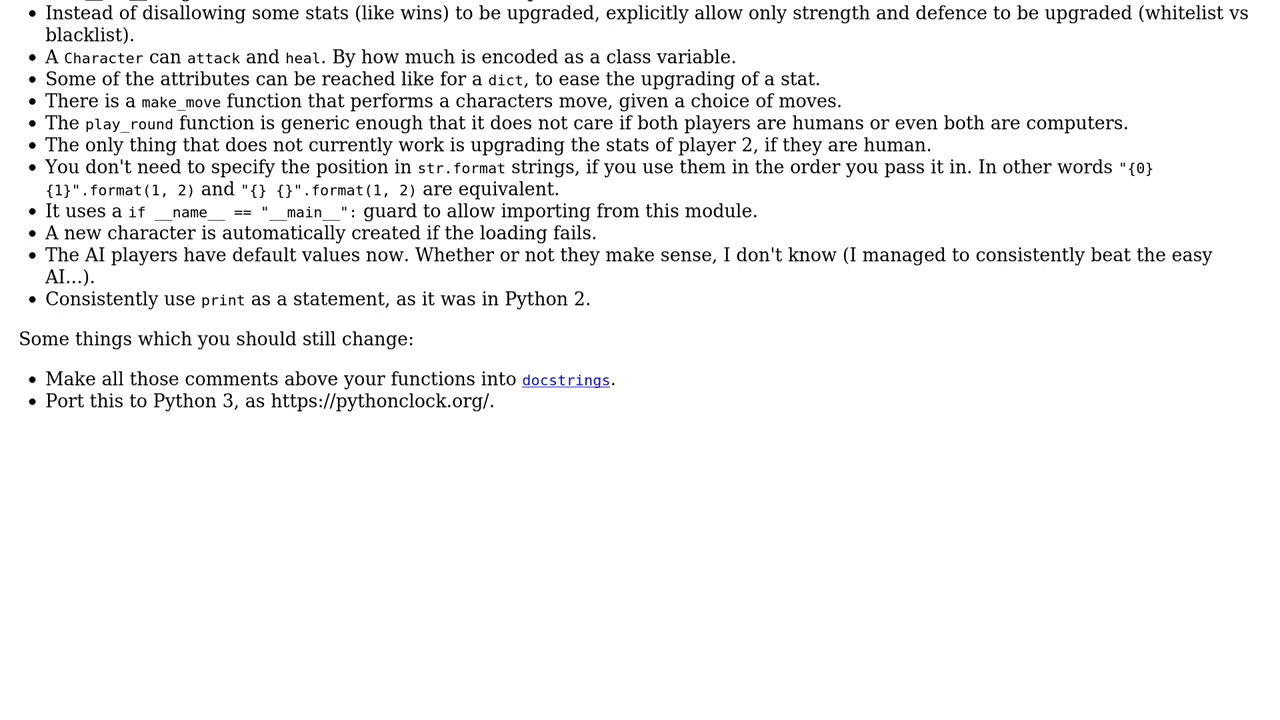 Instead of disallowing some stats (like wins) to be upgraded, explicitly allow only strength and defence to be upgraded (whitelist vs
blacklist).
A Character can attack and heal. By how much is encoded as a class variable.
Some of the attributes can be reached like for a dict, to ease the upgrading of a stat.
There is a make_move function that performs a characters move, given a choice of moves.
The play_round function is generic enough that it does not care if both players are humans or even both are computers.
The only thing that does not currently work is upgrading the stats of player 2, if they are human.
You don't need to specify the position in str.format strings, if you use them in the order you pass it in. In other words "{0}
{1}".format(1, 2) and "{} {}".format(1, 2) are equivalent.
It uses a if __name__ == "__main__": guard to allow importing from this module.
A new character is automatically created if the loading fails.
The AI players have default values now. Whether or not they make sense, I don't know (I managed to consistently beat the easy
AI...).
Consistently use print as a statement, as it was in Python 2.
Some things which you should still change:
Make all those comments above your functions into docstrings.
Port this to Python 3, as https://pythonclock.org/.